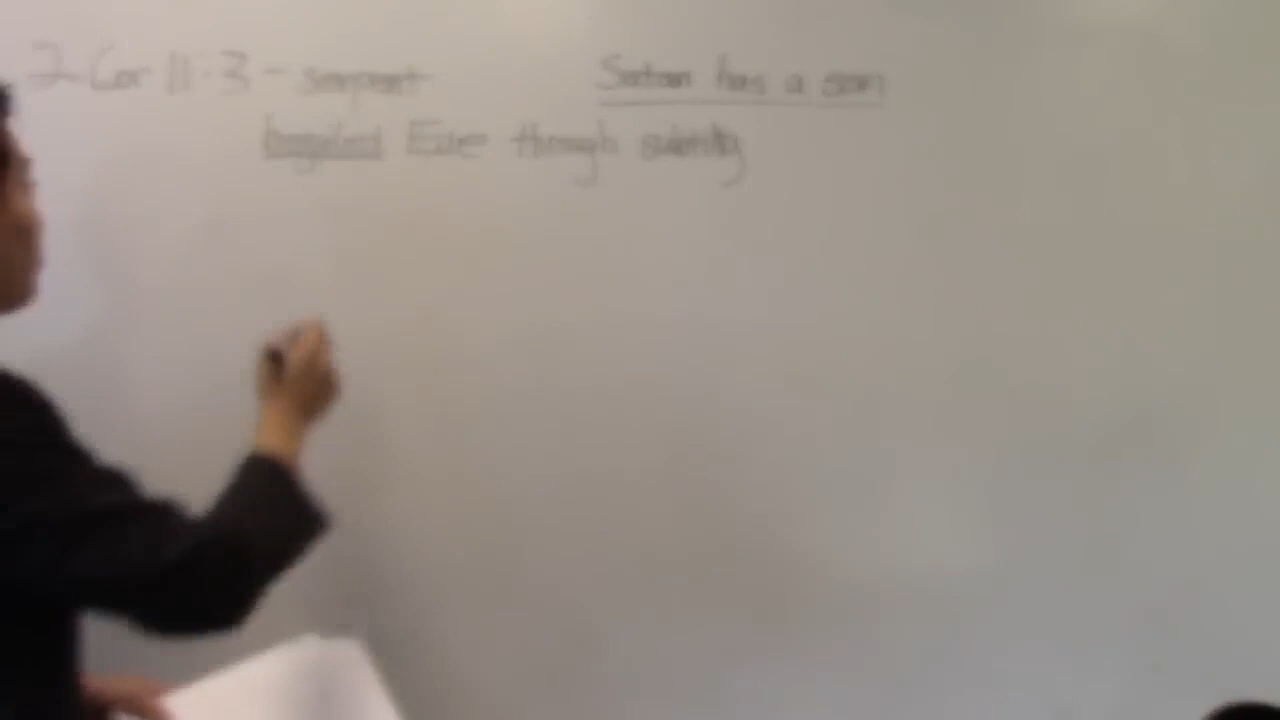 2 Cor 11:3 - serpent
Satan has a son
beguiled Eve through subtilty